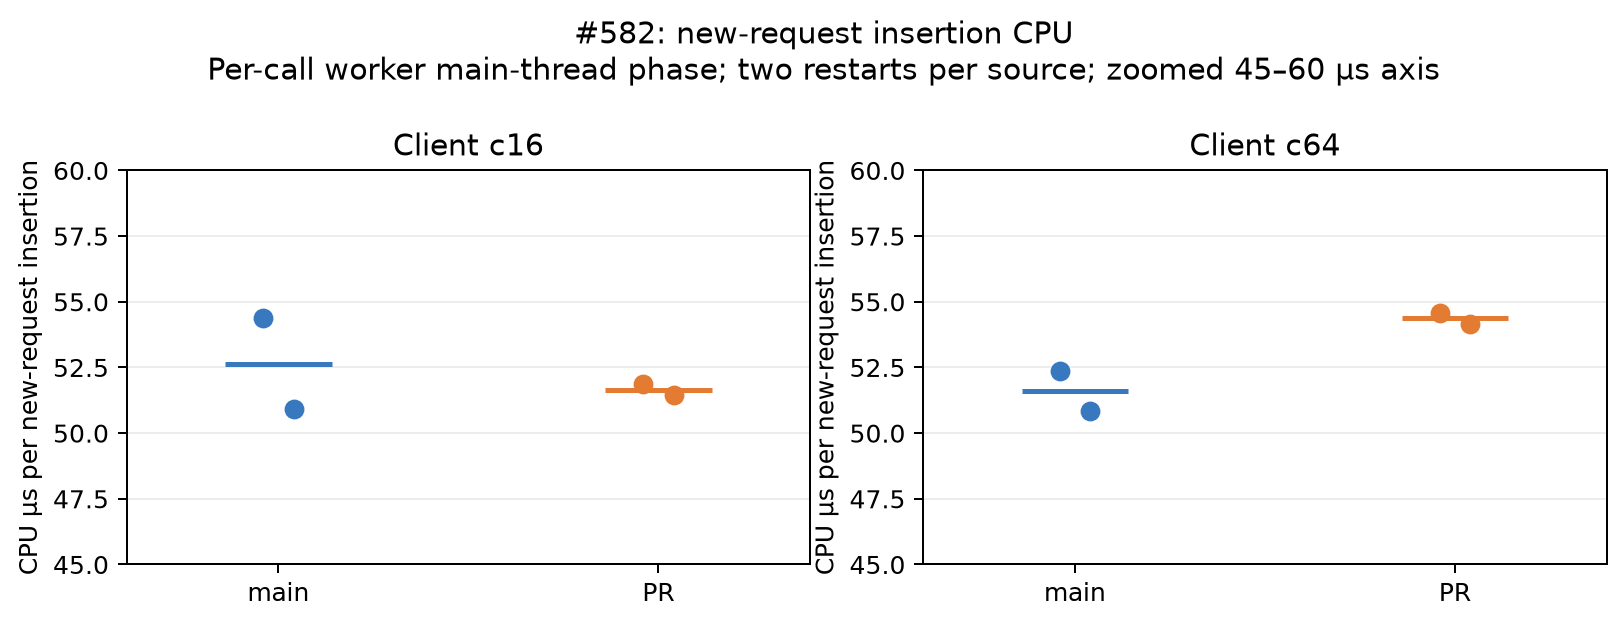 #582: new-request insertion CPU
Per-call worker main-thread phase; two restarts per source; zoomed 45–60 µs axis
Client c16
CPU µs per new-request insertion
60.0
57.5
55.0
52.5
50.0
47.5
45.0
main
PR
Client c64
CPU µs per new-request insertion
60.0
57.5
55.0
52.5
50.0
47.5
45.0
main
PR